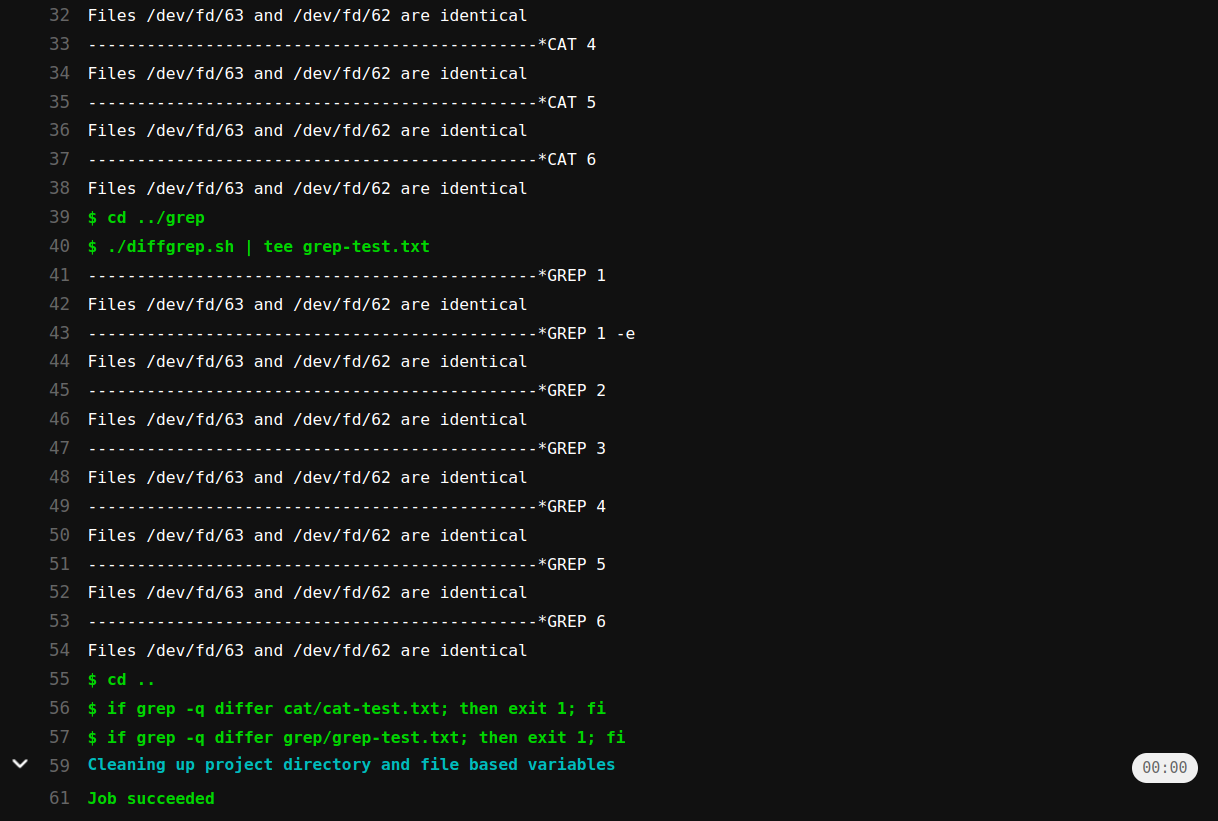 32 Files /dev/fd/63 and /dev/fd/62 are identical
33 ----------------------------------------------*CAT 4
34 Files /dev/fd/63 and /dev/fd/62 are identical
35 ----------------------------------------------*CAT 5
36 Files /dev/fd/63 and /dev/fd/62 are identical
37 ----------------------------------------------*CAT 6
38 Files /dev/fd/63 and /dev/fd/62 are identical
39 $ cd ../grep
40 $ ./diffgrep.sh | tee grep-test.txt
41 ----------------------------------------------*GREP 1
42 Files /dev/fd/63 and /dev/fd/62 are identical
43 ----------------------------------------------*GREP 1 -e
44 Files /dev/fd/63 and /dev/fd/62 are identical
45 ----------------------------------------------*GREP 2
46 Files /dev/fd/63 and /dev/fd/62 are identical
47 ----------------------------------------------*GREP 3
48 Files /dev/fd/63 and /dev/fd/62 are identical
49 ----------------------------------------------*GREP 4
50 Files /dev/fd/63 and /dev/fd/62 are identical
51 ----------------------------------------------*GREP 5
52 Files /dev/fd/63 and /dev/fd/62 are identical
53 ----------------------------------------------*GREP 6
54 Files /dev/fd/63 and /dev/fd/62 are identical
55 $ cd ..
56 $ if grep -q differ cat/cat-test.txt; then exit 1; fi
57 $ if grep -q differ grep/grep-test.txt; then exit 1; fi
59 Cleaning up project directory and file based variables 00:00
61 Job succeeded